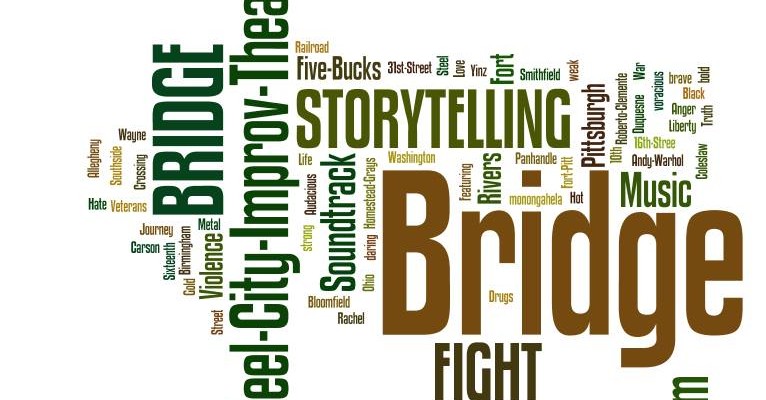 Railroad
Five-Bucks
31st-Street
Steel
Love
Yinz
Fort
Smithfield
weak
War
voracious
brave
bold
Black
Anger
Truth
Liberty
Roberto-Clemente
Duquesne
Pittsburgh
10th
16th-Stree
Andy-Warhol
Coleslaw
BRIDGE
eel-City-Improv-Thea
STORYTELLING
Wayne
Allegheny
Southside
Crossing
Life
Audacious
Soundtrack
Homestead-Grays
Washington
Featuring
Rivers
Panhandle
Fort-Pitt
monongahela
Hot
Music
Hate
Veterans
Journey
Metal
Carson
Sixteenth
Birmingham
Gold
Violence
Street
strong
daring
Ohio
Bloomfield
Rachel
Bridge
Drugs
FIGHT
m